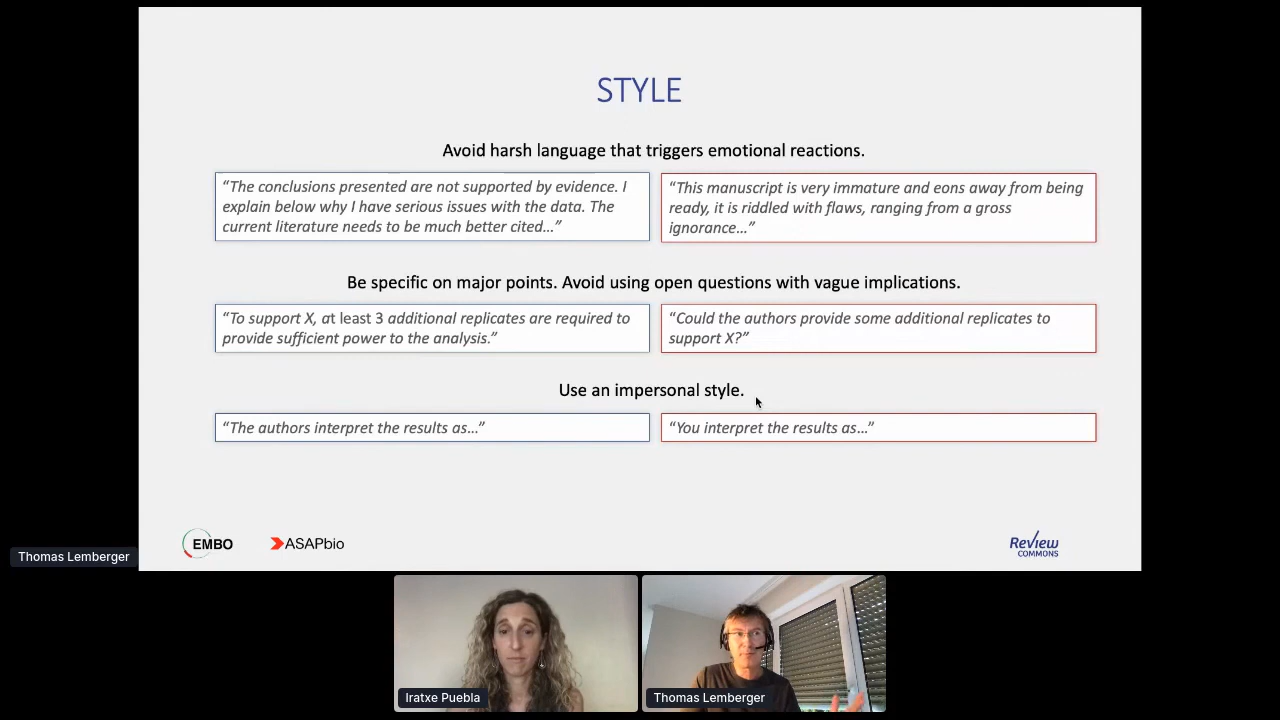 STYLE
Avoid harsh language that triggers emotional reactions.
“The conclusions presented are not supported by evidence. I
explain below why I have serious issues with the data. The
current literature needs to be much better cited…”
“This manuscript is very immature and eons away from being
ready, it is riddled with flaws, ranging from a gross
ignorance…”
Be specific on major points. Avoid using open questions with vague implications.
“To support X, at least 3 additional replicates are required to
provide sufficient power to the analysis.”
“Could the authors provide some additional replicates to
support X?”
Use an impersonal style.
“The authors interpret the results as…”
“You interpret the results as…”
EMBO
ASAPbio
Review
COMMONS
Thomas Lemberger
Iratxe Puebla
Thomas Lemberger